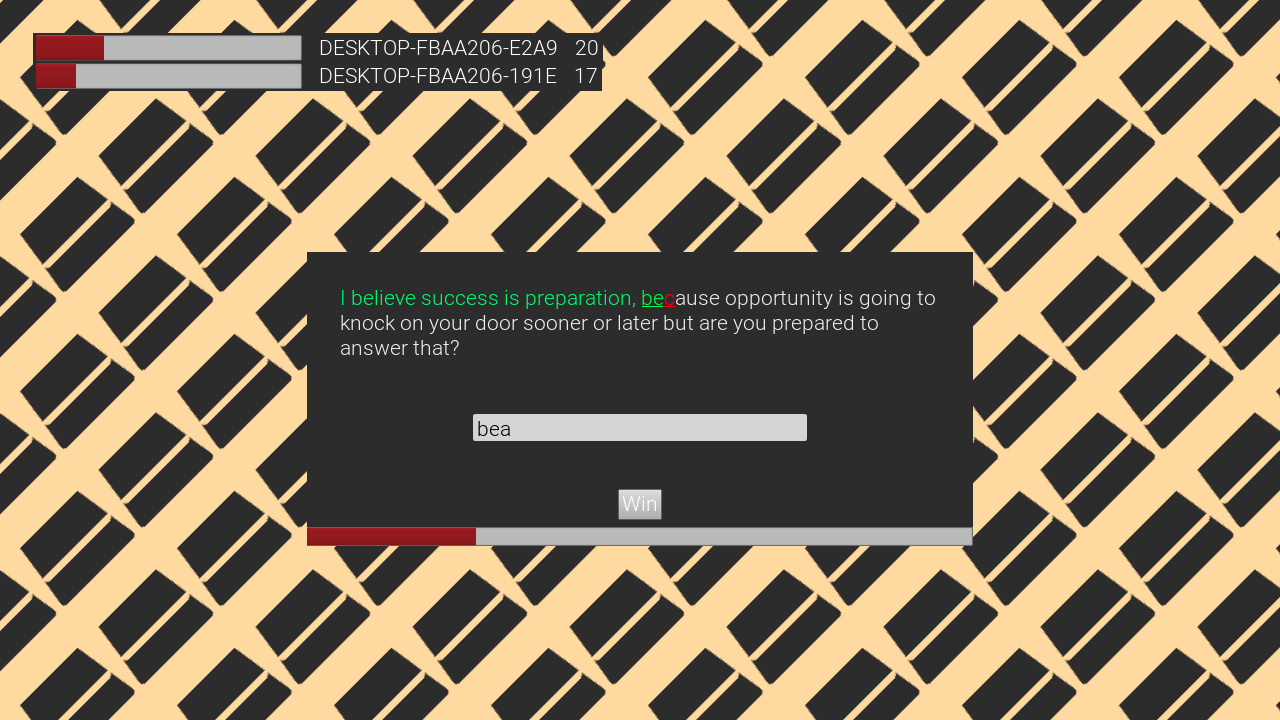 DESKTOP-FBAA206-E2A9 20
DESKTOP-FBAA206-191E 17
I believe success is preparation, because opportunity is going to
knock on your door sooner or later but are you prepared to
answer that?
bea
Win